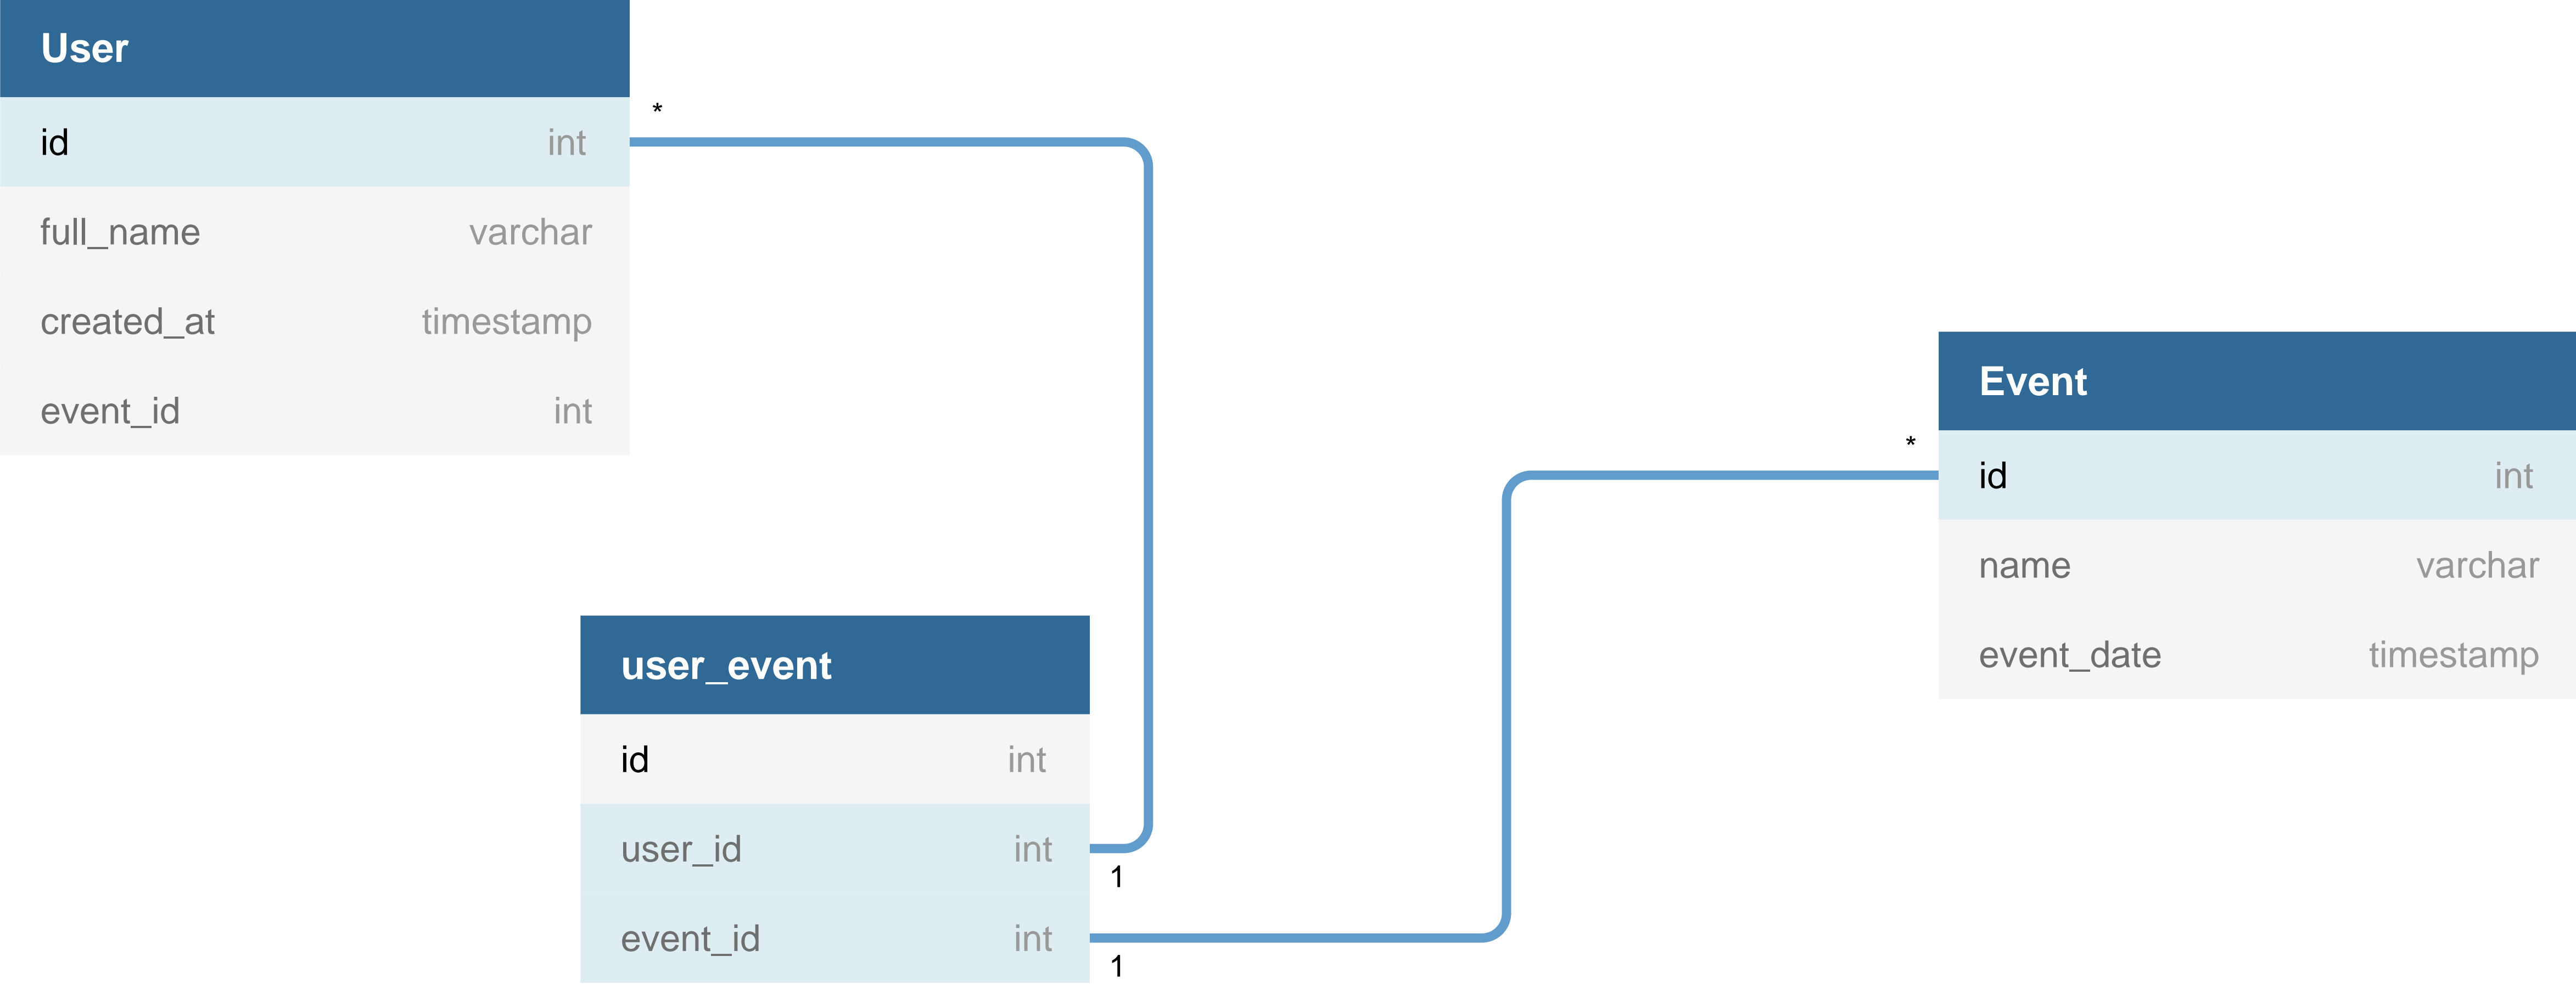 User
*
id int
full_name varchar
created_at timestamp
event_id int
Event
*
id int
name varchar
event_date timestamp
user_event
id int
user_id int
1
event_id int
1